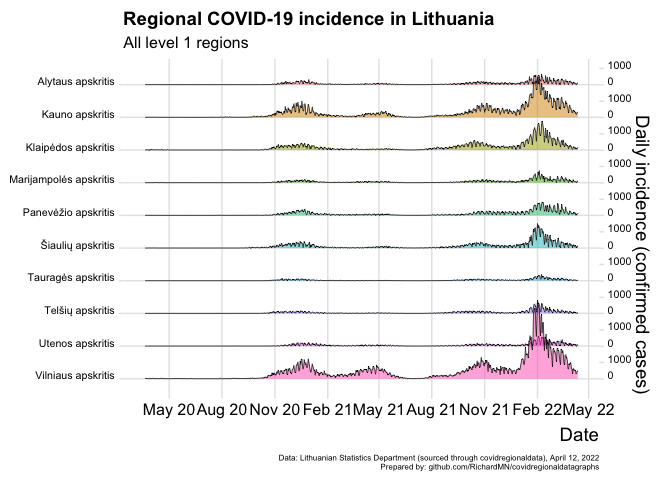 Regional COVID-19 incidence in Lithuania
All level 1 regions
Alytaus apskritis
Kauno apskritis
Klaipėdos apskritis
Marijampolės apskritis
Panevėžio apskritis
Šiaulių apskritis
Tauragės apskritis
Telšių apskritis
Utenos apskritis
Vilniaus apskritis
1000
0
1000
0
1000
0
1000
0
1000
0
1000
0
1000
0
1000
0
1000
0
1000
0
Daily incidence (confirmed cases)
May 20 Aug 20 Nov 20 Feb 21 May 21 Aug 21 Nov 21 Feb 22 May 22
Date
Data: Lithuanian Statistics Department (sourced through covidregionaldata), April 12, 2022
Prepared by: github.com/RichardMN/covidregionaldatagraphs